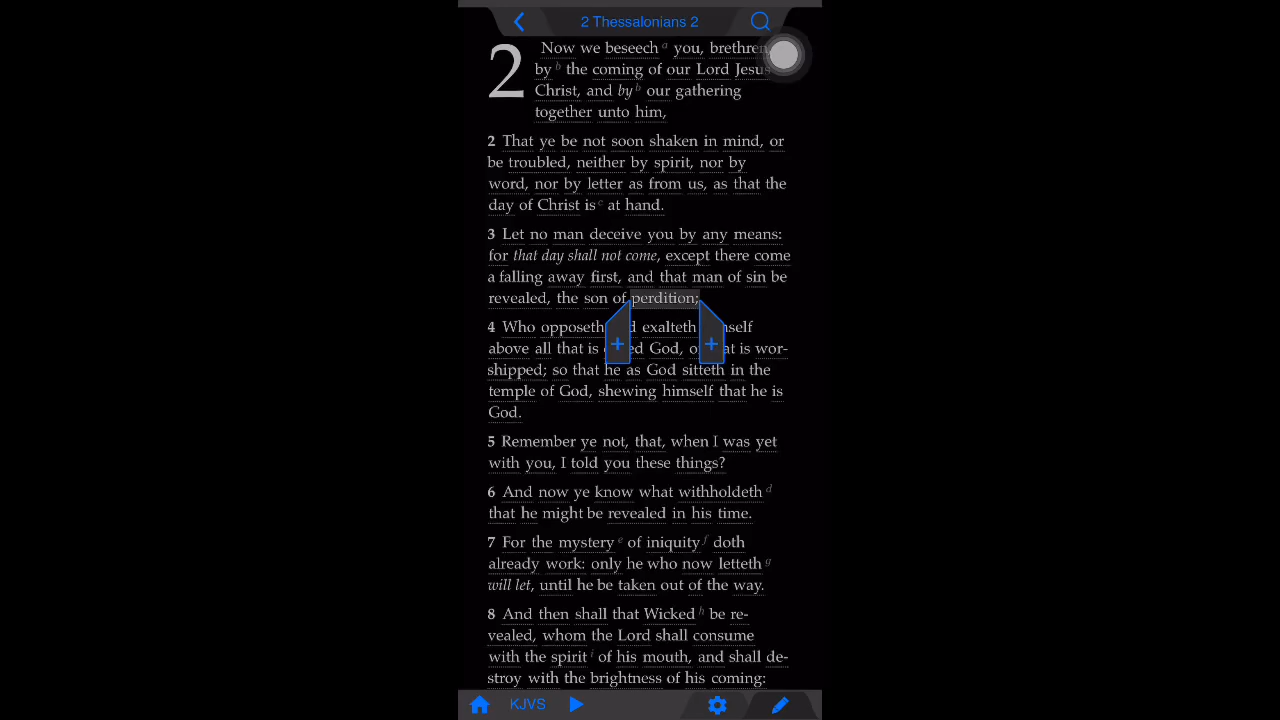 2 Thessalonians 2
2 Now we beseech a you, brethren,
by b the coming of our Lord Jesus
Christ, and by b our gathering
together unto him,
2 That ye be not soon shaken in mind, or
be troubled, neither by spirit, nor by
word, nor by letter as from us, as that the
day of Christ is c at hand.
3 Let no man deceive you by any means:
for that day shall not come, except there come
a falling away first, and that man of sin be
revealed, the son of perdition;
4 Who opposeth exalteth
above all that is God, is wor-
shipped; so that he as God sitteth in the
temple of God, shewing himself that he is
God.
5 Remember ye not, that, when I was yet
with you, I told you these things?
6 And now ye know what withholdeth d
that he might be revealed in his time.
7 For the mystery e of iniquity f doth
already work: only he who now letteth g
will let, until he be taken out of the way.
8 And then shall that Wicked h be re-
vealed, whom the Lord shall consume
with the spirit i of his mouth, and shall de-
stroy with the brightness of his coming:
KJVS